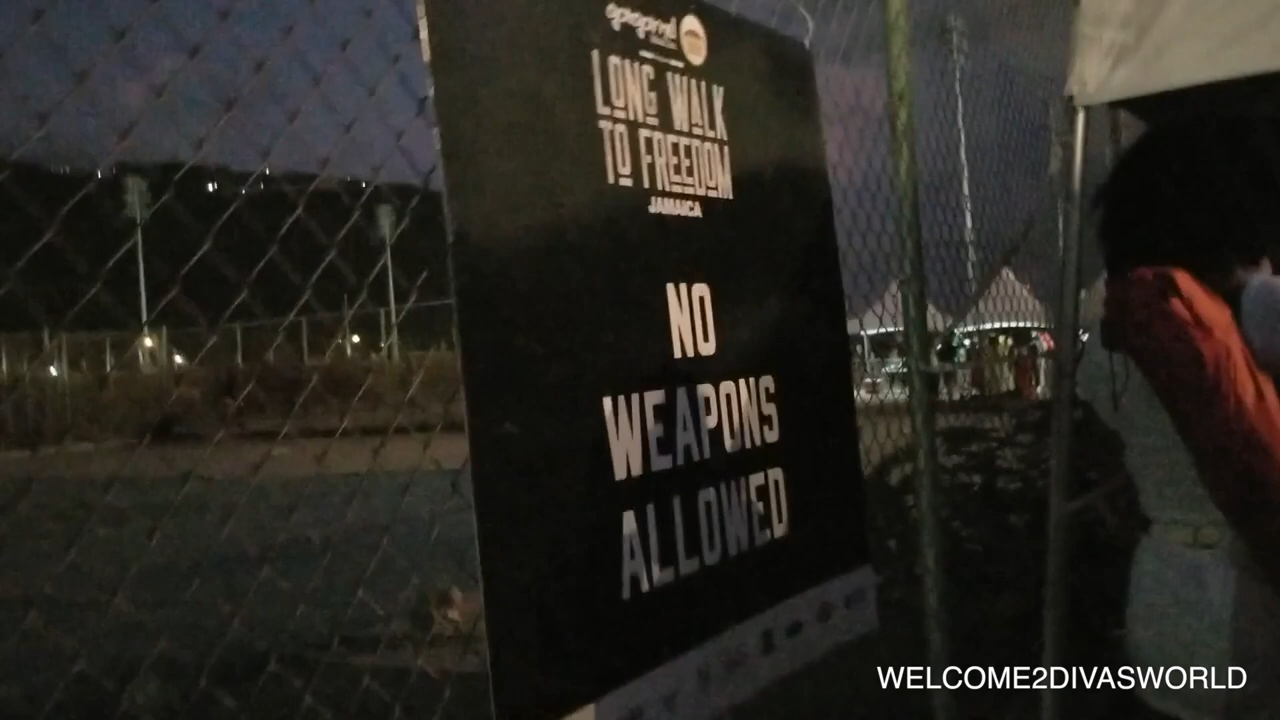 LONG WALK
TO FREEDOM
JAMAICA
NO
WEAPONS
ALLOWED
WELCOME2DIVASWORLD